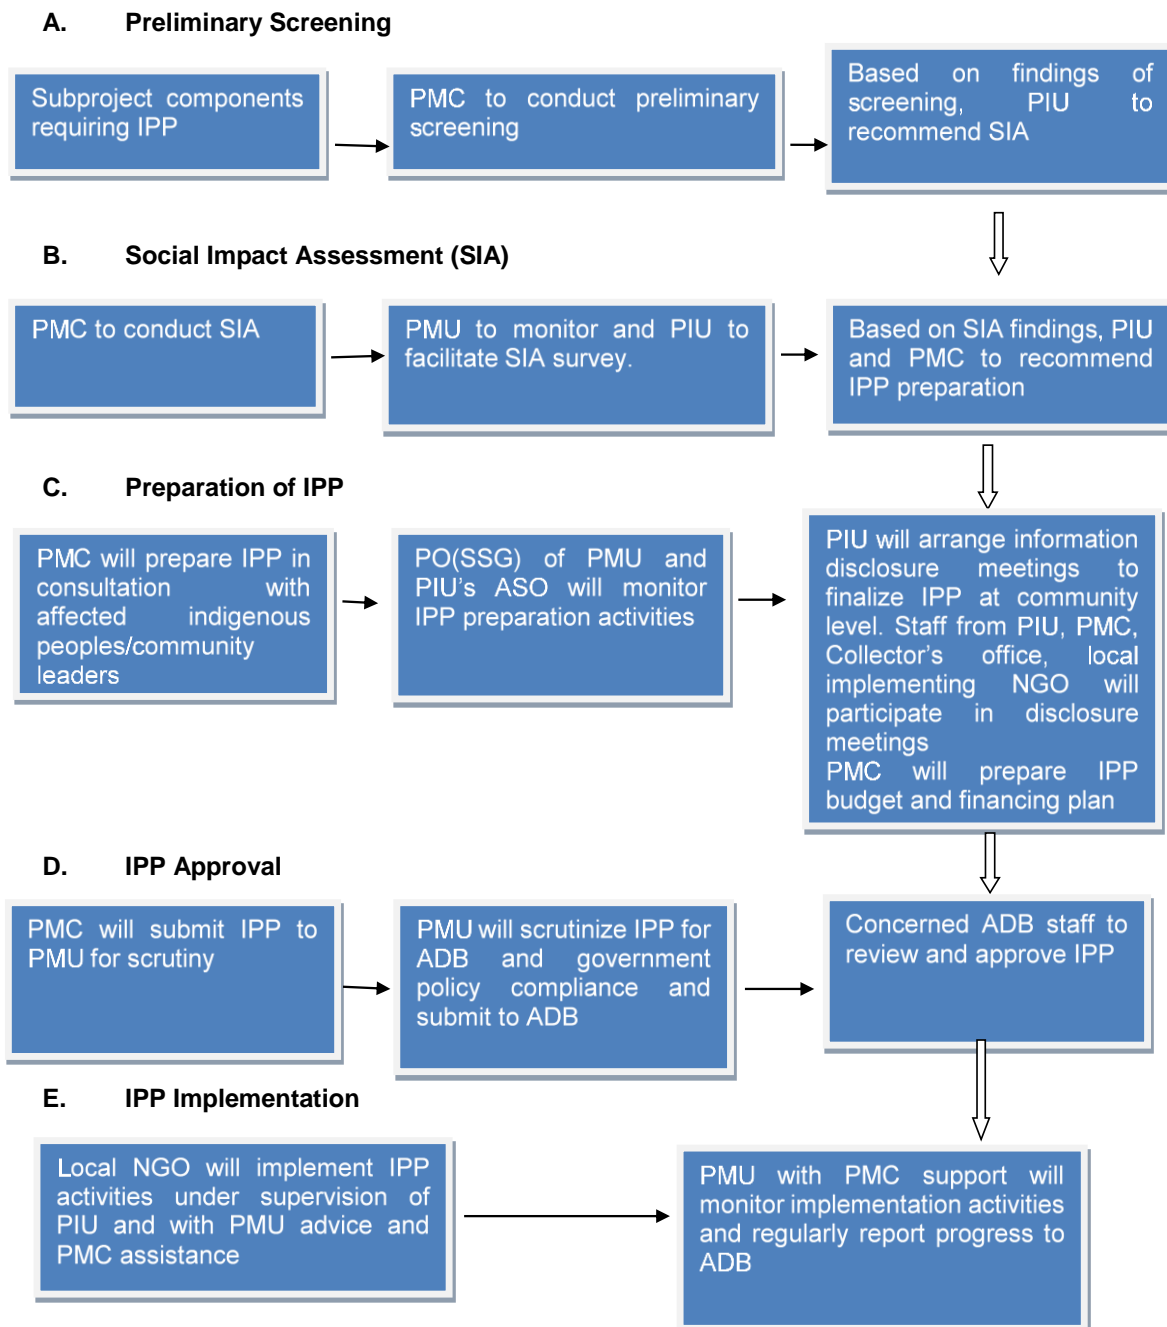 A. Preliminary Screening
Subproject components
requiring IPP
PMC to conduct preliminary
screening
Based on findings of
screening, PIU to
recommend SIA
B. Social Impact Assessment (SIA)
PMC to conduct SIA
PMU to monitor and PIU to
facilitate SIA survey.
Based on SIA findings, PIU
and PMC to recommend
IPP preparation
C. Preparation of IPP
PMC will prepare IPP in
consultation with
affected indigenous
peoples/community
leaders
PO(SSG) of PMU and
PIU's ASO will monitor
IPP preparation activities
PIU will arrange information
disclosure meetings to
finalize IPP at community
level. Staff from PIU, PMC,
Collector's office, local
implementing NGO will
participate in disclosure
meetings
PMC will prepare IPP
budget and financing plan
D. IPP Approval
PMC will submit IPP to
PMU for scrutiny
PMU will scrutinize IPP for
ADB and government
policy compliance and
submit to ADB
Concerned ADB staff to
review and approve IPP
E. IPP Implementation
Local NGO will implement IPP
activities under supervision of
PIU and with PMU advice and
PMC assistance
PMU with PMC support will
monitor implementation activities
and regularly report progress to
ADB